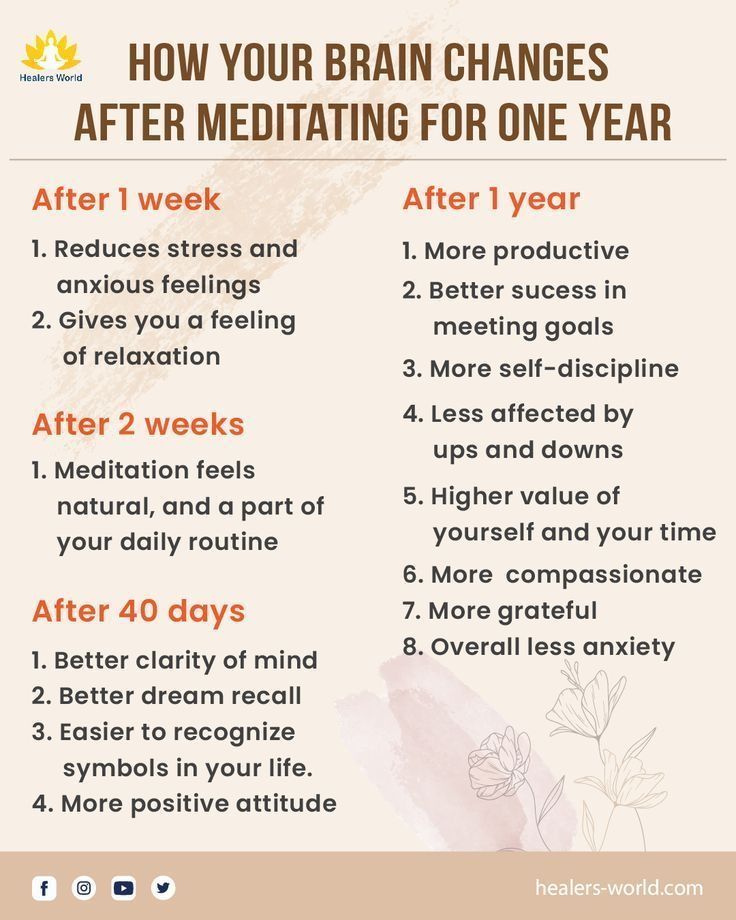 Healers World
HOW YOUR BRAIN CHANGES
AFTER MEDITATING FOR ONE YEAR
After 1 week
1. Reduces stress and
anxious feelings
2. Gives you a feeling
of relaxation
After 2 weeks
1. Meditation feels
natural, and a part of
your daily routine
After 40 days
1. Better clarity of mind
2. Better dream recall
3. Easier to recognize
symbols in your life.
4. More positive attitude
After 1 year
1. More productive
2. Better sucess in
meeting goals
3. More self-discipline
4. Less affected by
ups and downs
5. Higher value of
yourself and your time
6. More compassionate
7. More grateful
8. Overall less anxiety
healers-world.com